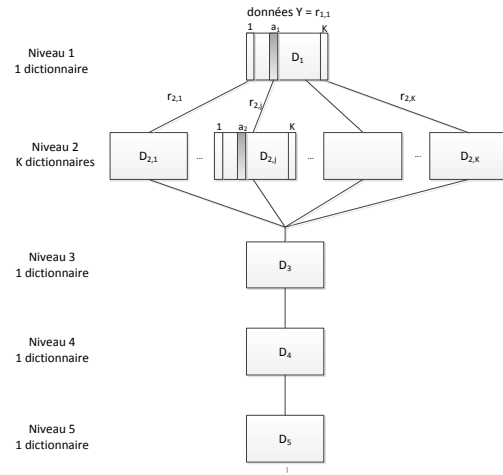 données Y = r1,1
1 a1 K
Niveau 1
1 dictionnaire
D1
r2,1 r2,j r2,K
1 a2 K
Niveau 2
K dictionnaires
D2,1 ... D2,j ... ... D2,K
Niveau 3
1 dictionnaire
D3
Niveau 4
1 dictionnaire
D4
Niveau 5
1 dictionnaire
D5
...